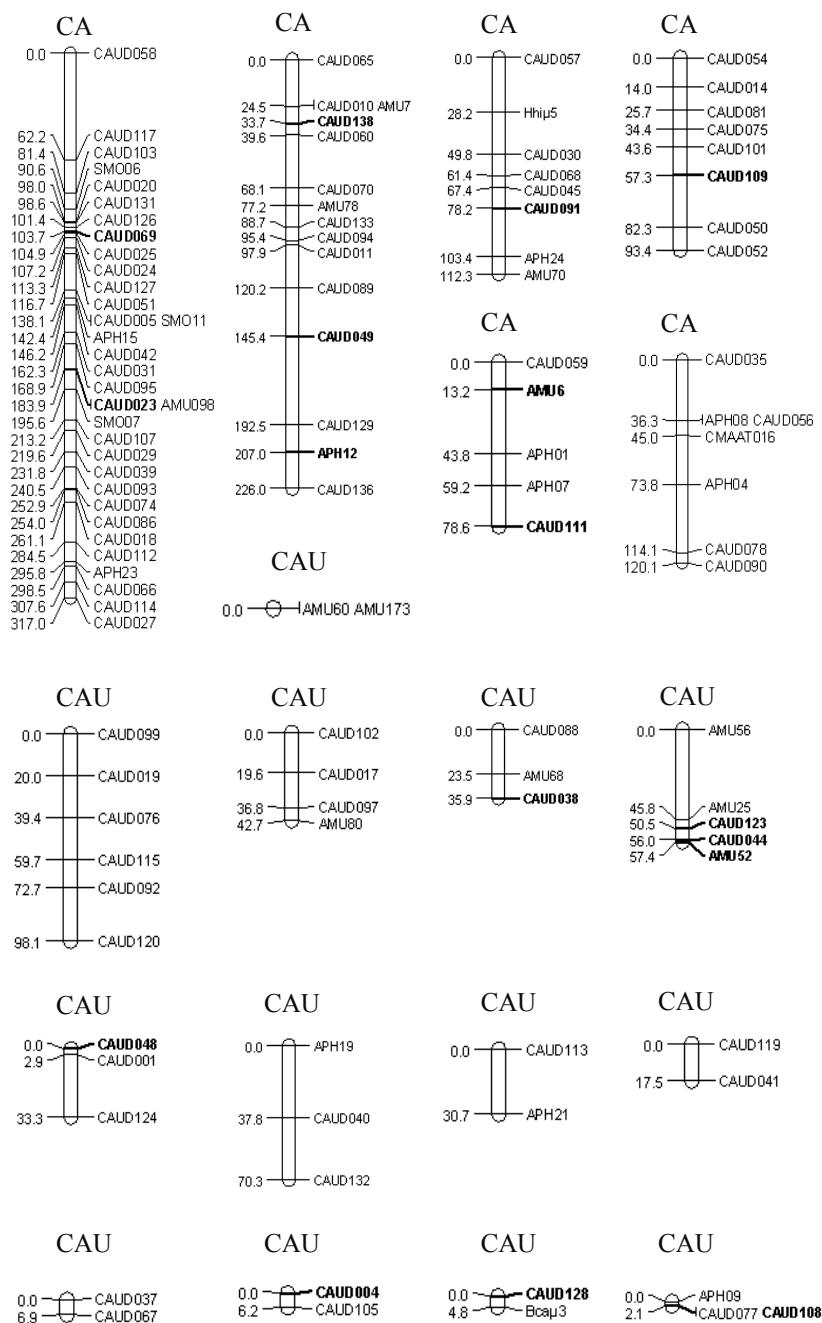 CA
0.0 CAUD058
62.2 CAUD117
81.4 CAUD103
90.6 SMO06
98.0 CAUD020
98.6 CAUD131
101.4 CAUD126
103.7 CAUD069
104.9 CAUD025
107.2 CAUD024
113.3 CAUD127
116.7 CAUD051
138.1 CAUD005 SMO11
142.4 APH15
146.2 CAUD042
162.3 CAUD031
168.9 CAUD095
183.9 CAUD023 AMU098
195.6 SMO07
213.2 CAUD107
219.6 CAUD029
231.8 CAUD039
240.5 CAUD093
252.9 CAUD074
254.0 CAUD086
261.1 CAUD018
284.5 CAUD112
295.8 APH23
298.5 CAUD066
307.6 CAUD114
317.0 CAUD027
CA
0.0 CAUD065
24.5 CAUD010 AMU7
33.7 CAUD138
39.6 CAUD060
68.1 CAUD070
77.2 AMU78
88.7 CAUD133
95.4 CAUD094
97.9 CAUD011
120.2 CAUD089
145.4 CAUD049
192.5 CAUD129
207.0 APH12
226.0 CAUD136
CA
0.0 CAUD057
28.2 Hhiµ5
49.8 CAUD030
61.4 CAUD068
67.4 CAUD045
78.2 CAUD091
103.4 APH24
112.3 AMU70
CA
0.0 CAUD054
14.0 CAUD014
25.7 CAUD081
34.4 CAUD075
43.6 CAUD101
57.3 CAUD109
82.3 CAUD050
93.4 CAUD052
CA
0.0 CAUD059
13.2 AMU6
43.8 APH01
59.2 APH07
78.6 CAUD111
CA
0.0 CAUD035
36.3 APH08 CAUD056
45.0 CMAAT016
73.8 APH04
114.1 CAUD078
120.1 CAUD090
CAU
0.0 AMU60 AMU173
CAU
0.0 CAUD099
20.0 CAUD019
39.4 CAUD076
59.7 CAUD115
72.7 CAUD092
98.1 CAUD120
CAU
0.0 CAUD102
19.6 CAUD017
36.8 CAUD097
42.7 AMU80
CAU
0.0 CAUD088
23.5 AMU68
35.9 CAUD038
CAU
0.0 AMU56
45.8 AMU25
50.5 CAUD123
56.0 CAUD044
57.4 AMU52
CAU
0.0 CAUD048
2.9 CAUD001
33.3 CAUD124
CAU
0.0 APH19
37.8 CAUD040
70.3 CAUD132
CAU
0.0 CAUD113
30.7 APH21
CAU
0.0 CAUD119
17.5 CAUD041
CAU
0.0 CAUD037
6.9 CAUD067
CAU
0.0 CAUD004
6.2 CAUD105
CAU
0.0 CAUD128
4.8 Bcaµ3
CAU
0.0 APH09
2.1 CAUD077 CAUD108